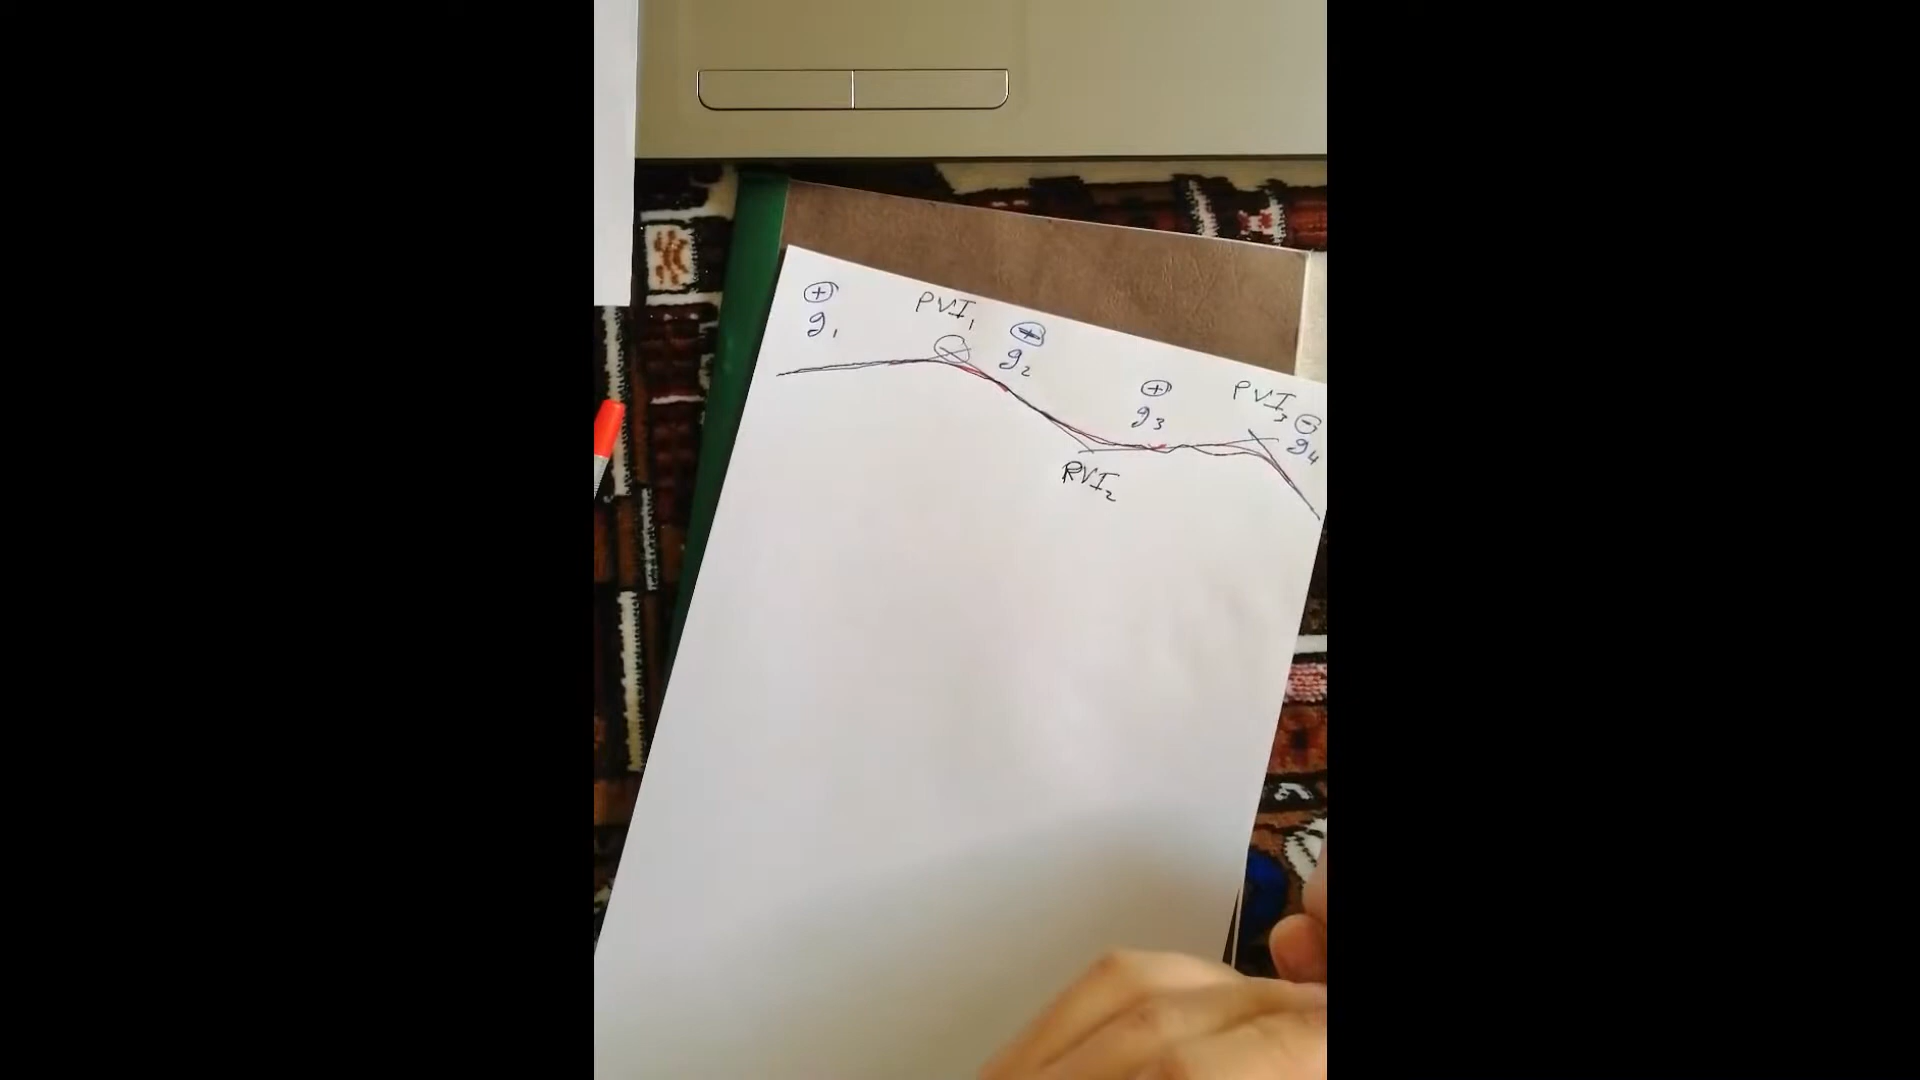 ⊕ PVI₁ ⊕
g₁ g₂
⊕ PVI₃ ⊖
g₃ g₄
PVI₂